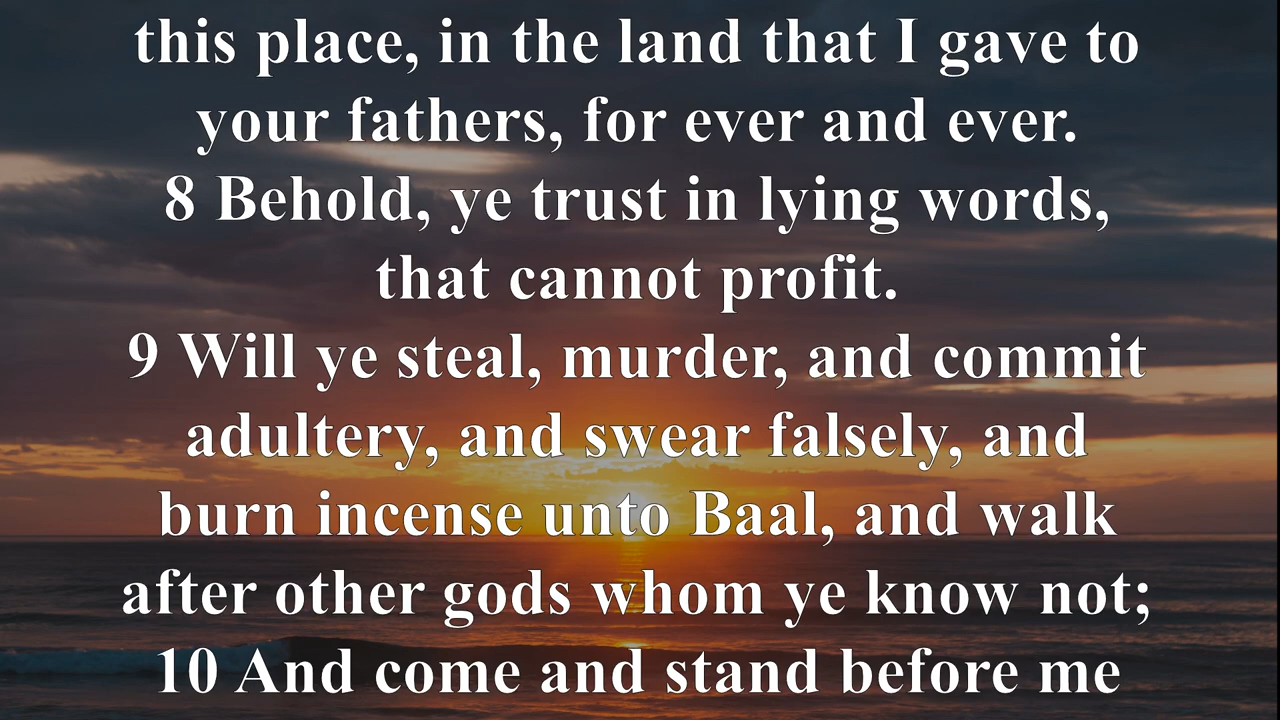 this place, in the land that I gave to
your fathers, for ever and ever.
8 Behold, ye trust in lying words,
that cannot profit.
9 Will ye steal, murder, and commit
adultery, and swear falsely, and
burn incense unto Baal, and walk
after other gods whom ye know not;
10 And come and stand before me